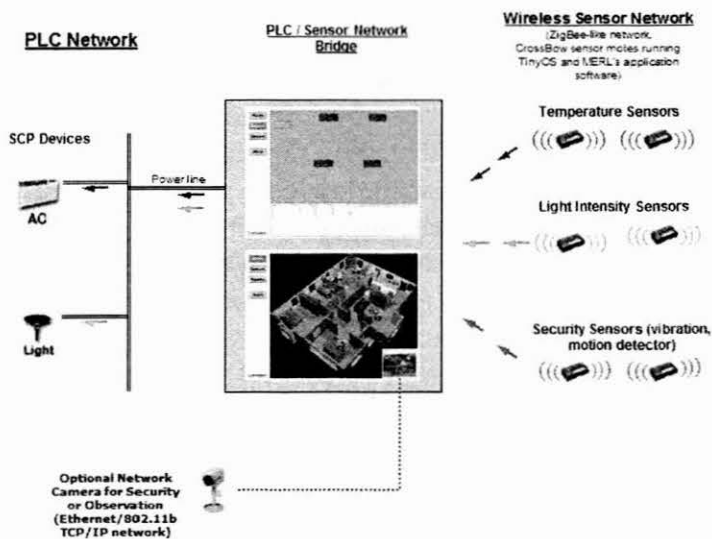 PLC Network
PLC / Sensor Network
Bridge
Wireless Sensor Network
(ZigBee-like network,
CrossBow sensor motes running
TinyOS and MERL's application
software)
Temperature Sensors
SCP Devices
Power line
AC
Light Intensity Sensors
Light
Security Sensors (vibration,
motion detector)
Optional Network
Camera for Security
or Observation
(Ethernet/802.11b
TCP/IP network)